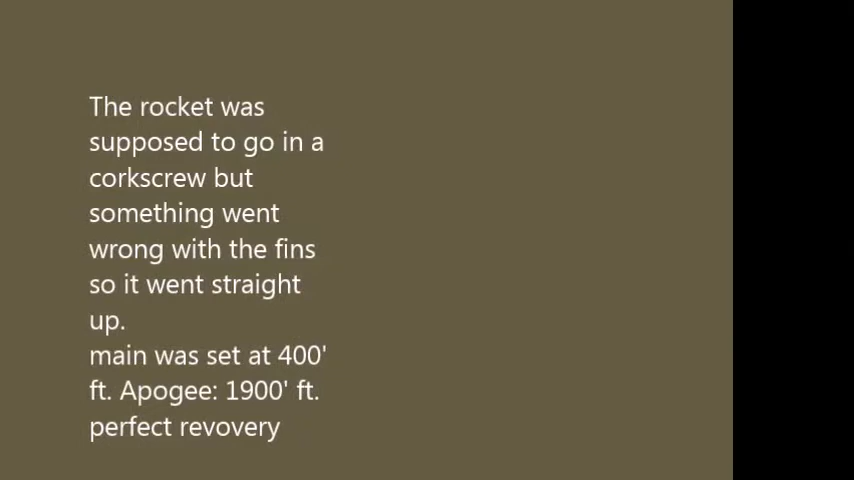 The rocket was
supposed to go in a
corkscrew but
something went
wrong with the fins
so it went straight
up.
main was set at 400'
ft. Apogee: 1900' ft.
perfect revovery